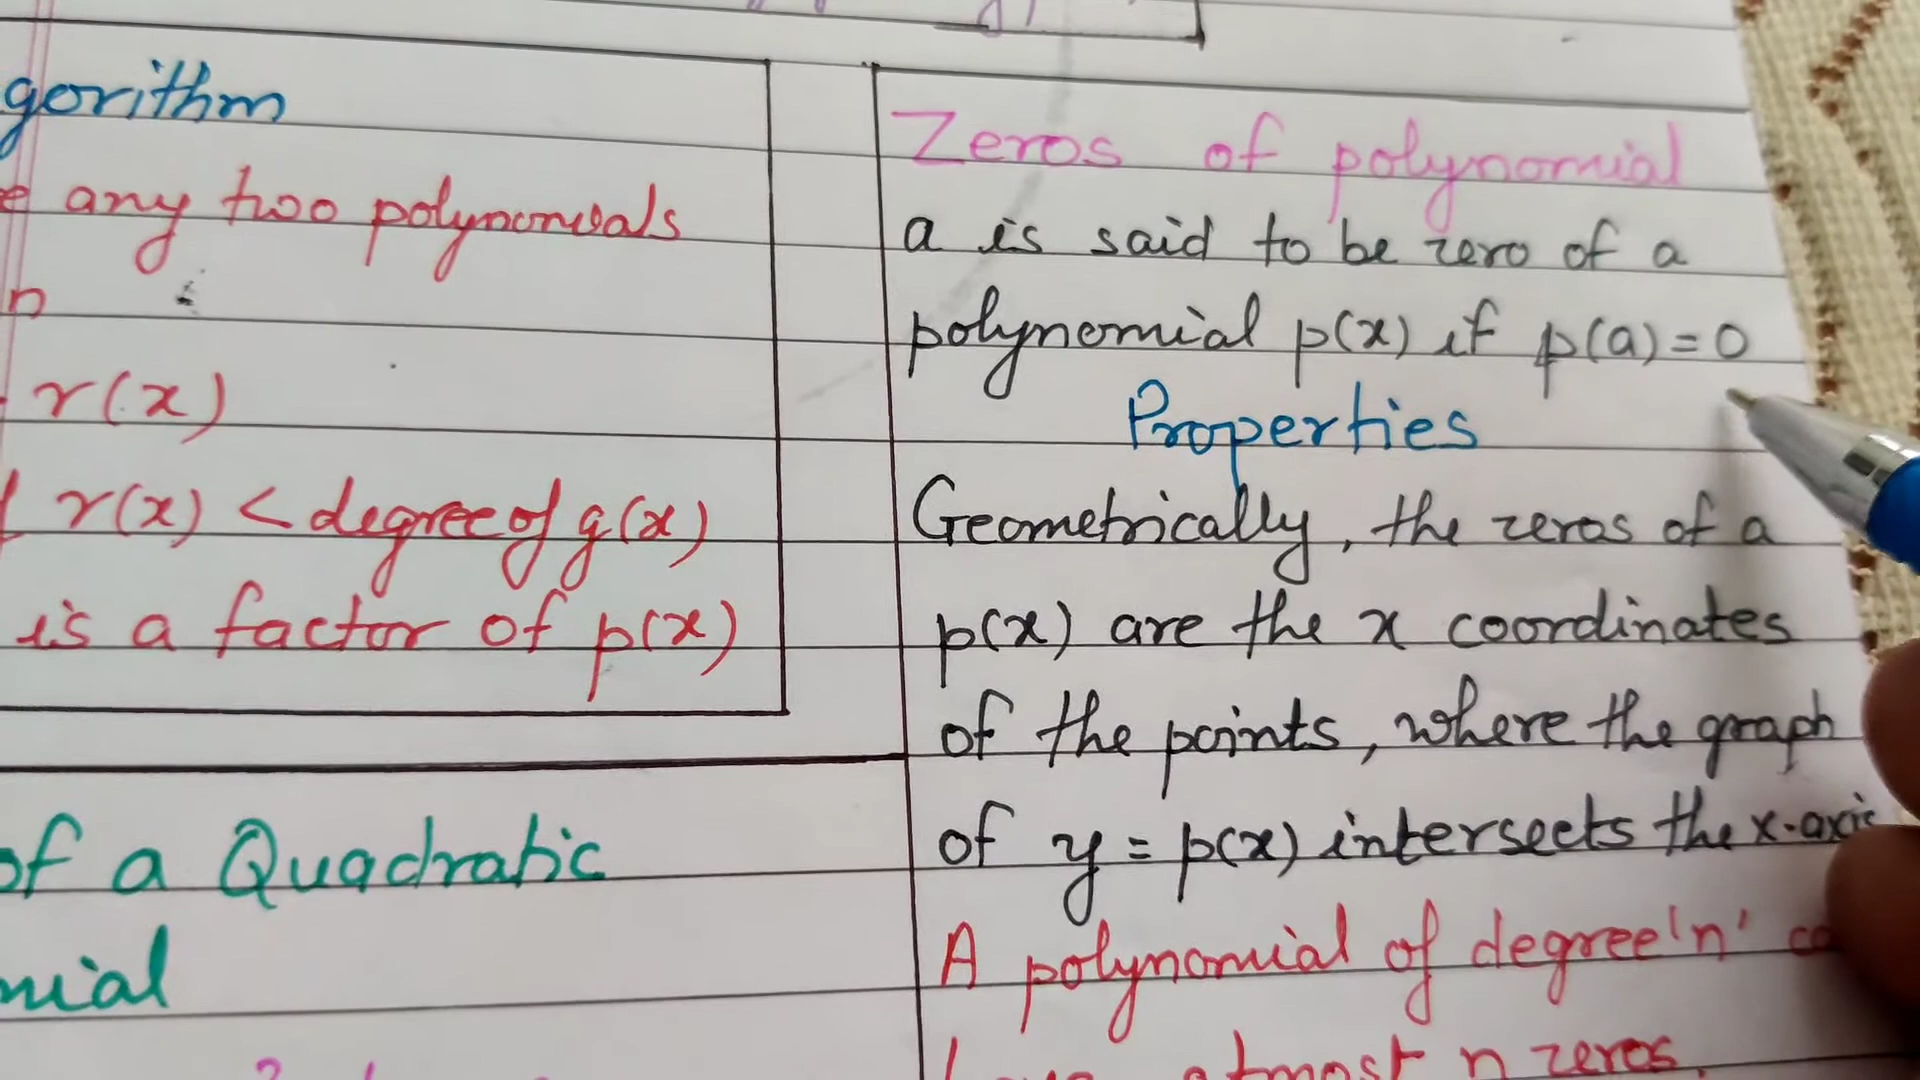 gorithm
any two polynomials
n
r(x)
r(x) < degree of g(x)
is a factor of p(x)
of a Quadratic
mial
Zeros of polynomial
a is said to be zero of a
polynomial p(x) if p(a)=0
Properties
Geometrically, the zeros of a
p(x) are the x coordinates
of the points, where the graph
of y = p(x) intersects the x-axis
A polynomial of degree 'n'
atmost n zeros.